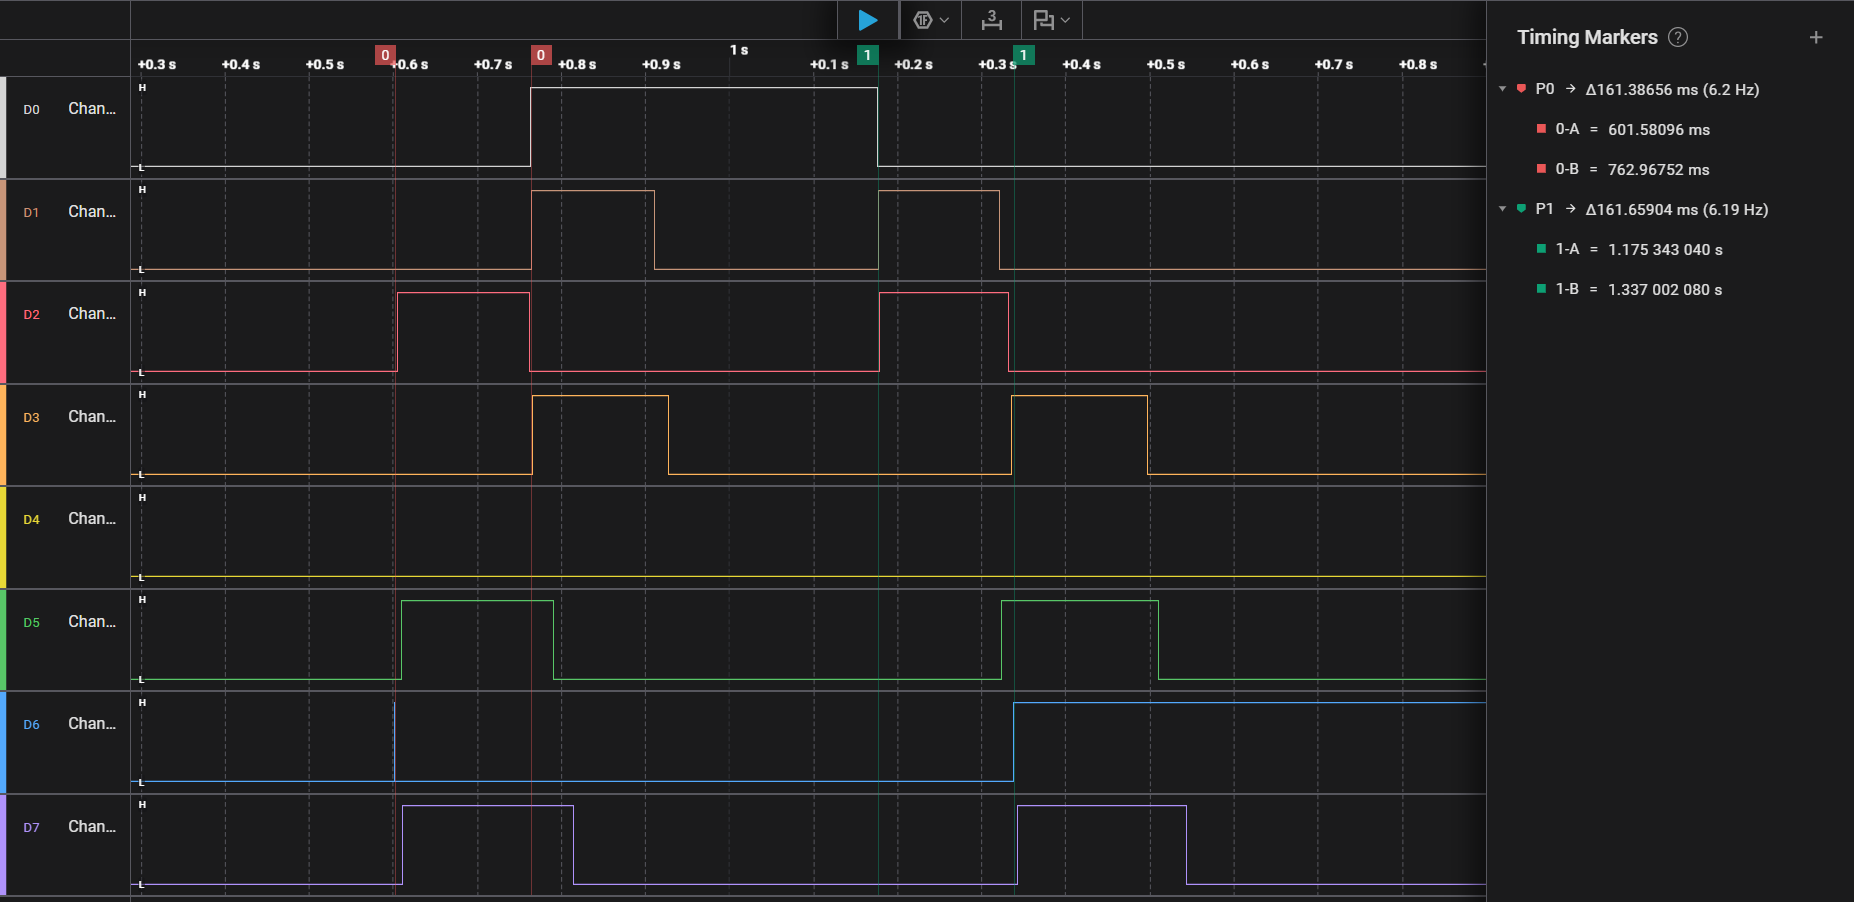 3
Timing Markers ?
0 0 1 s 1 1
+0.3 s +0.4 s +0.5 s +0.6 s +0.7 s +0.8 s +0.9 s +0.1 s +0.2 s +0.3 s +0.4 s +0.5 s +0.6 s +0.7 s +0.8 s
P0 → Δ161.38656 ms (6.2 Hz)
0-A = 601.58096 ms
0-B = 762.96752 ms
P1 → Δ161.65904 ms (6.19 Hz)
1-A = 1.175 343 040 s
1-B = 1.337 002 080 s
H
D0 Chan...
L
H
D1 Chan...
L
H
D2 Chan...
L
H
D3 Chan...
L
H
D4 Chan...
L
H
D5 Chan...
L
H
D6 Chan...
L
H
D7 Chan...
L